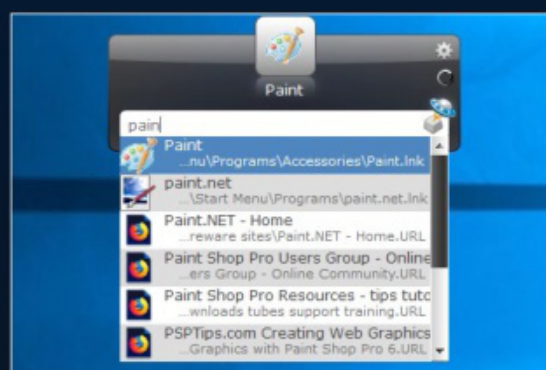 Paint
pain
Paint
...nu\Programs\Accessories\Paint.lnk
paint.net
...\Start Menu\Programs\paint.net.lnk
Paint.NET - Home
...reware sites\Paint.NET - Home.URL
Paint Shop Pro Users Group - Online
...ers Group - Online Community.URL
Paint Shop Pro Resources - tips tuto
...wnloads tubes support training.URL
PSPTips.com Creating Web Graphics
...Graphics with Paint Shop Pro 6.URL